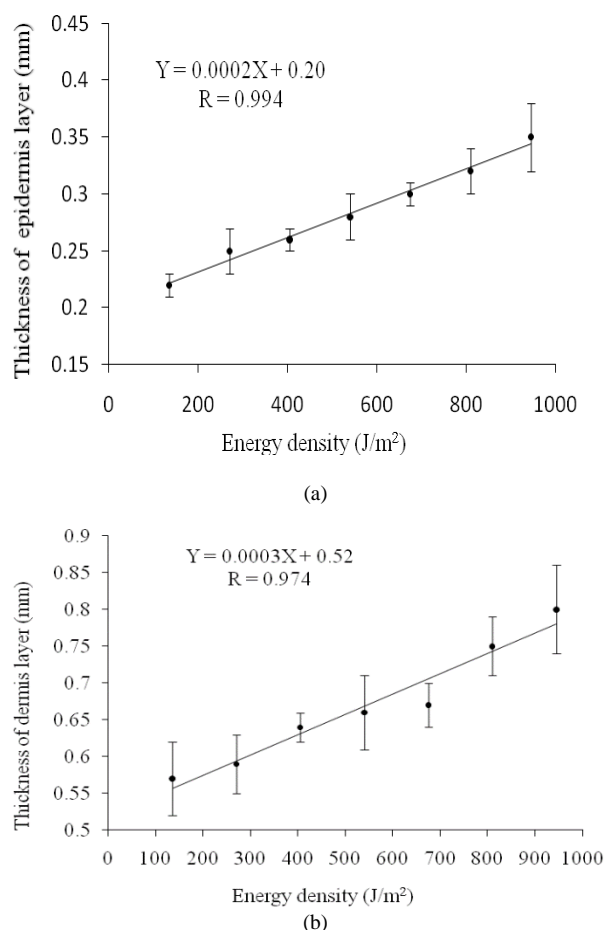 Y = 0.0002X + 0.20
R = 0.994
Thickness of epidermis layer (mm)
0.45
0.4
0.35
0.3
0.25
0.2
0.15
0 200 400 600 800 1000
Energy density (J/m²)
(a)
Y = 0.0003X + 0.52
R = 0.974
Thickness of dermis layer (mm)
0.9
0.85
0.8
0.75
0.7
0.65
0.6
0.55
0.5
0 100 200 300 400 500 600 700 800 900 1000
Energy density (J/m²)
(b)